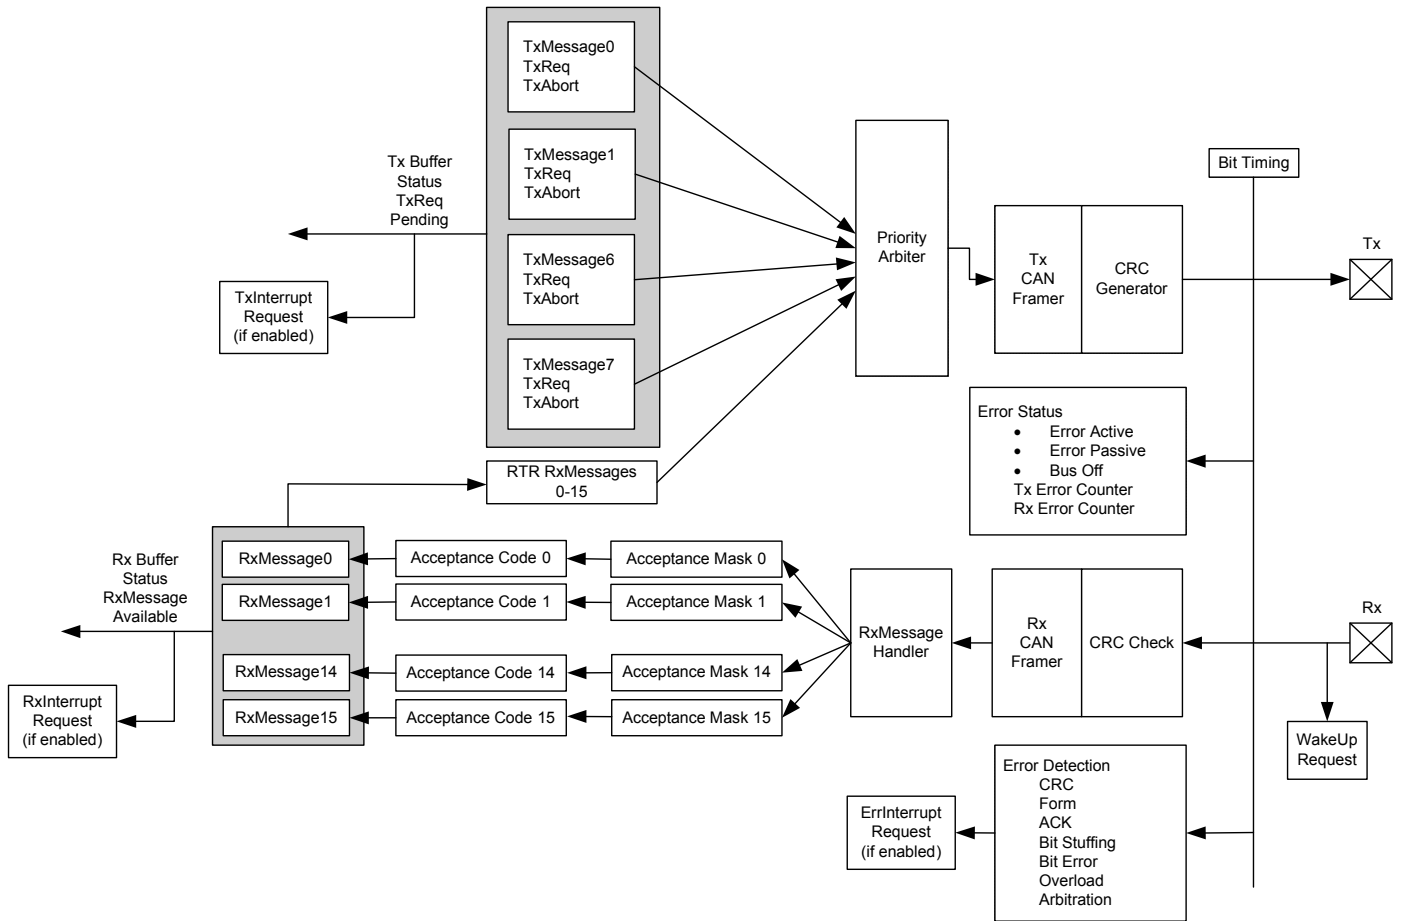 TxMessage0
TxReq
TxAbort
TxMessage1
TxReq
TxAbort
TxMessage6
TxReq
TxAbort
TxMessage7
TxReq
TxAbort
Tx Buffer
Status
TxReq
Pending
TxInterrupt
Request
(if enabled)
Priority
Arbiter
Tx
CAN
Framer
CRC
Generator
Bit Timing
Tx
Error Status
• Error Active
• Error Passive
• Bus Off
Tx Error Counter
Rx Error Counter
RTR RxMessages
0-15
Rx Buffer
Status
RxMessage
Available
RxInterrupt
Request
(if enabled)
RxMessage0
Acceptance Code 0
Acceptance Mask 0
RxMessage1
Acceptance Code 1
Acceptance Mask 1
RxMessage14
Acceptance Code 14
Acceptance Mask 14
RxMessage15
Acceptance Code 15
Acceptance Mask 15
RxMessage
Handler
Rx
CAN
Framer
CRC Check
Rx
WakeUp
Request
Error Detection
CRC
Form
ACK
Bit Stuffing
Bit Error
Overload
Arbitration
ErrInterrupt
Request
(if enabled)